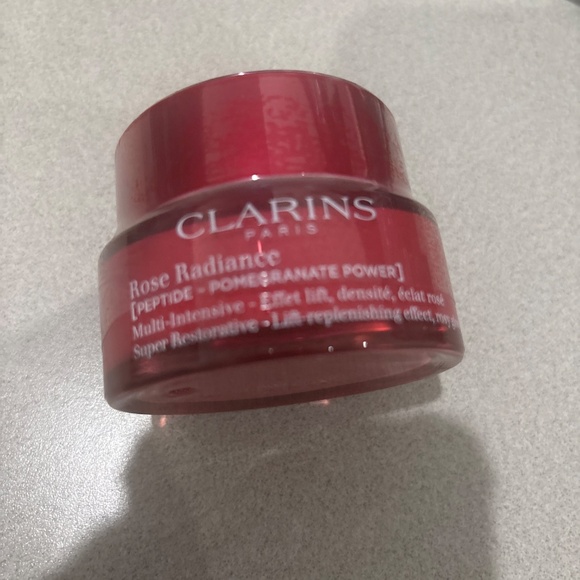 CLARINS
PARIS
Rose Radiance
[PEPTIDE - POMEGRANATE POWER]
Multi-Intensive - Effet lift, densité, éclat rosé
Super Restorative - Lift-replenishing effect, rosy